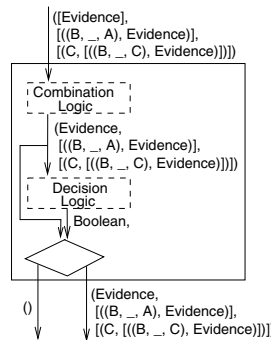 ([Evidence],
[((B, _, A), Evidence)],
[(C, [((B, _, C), Evidence)])])
Combination
Logic
(Evidence,
[((B, _, A), Evidence)],
[(C, [((B, _, C), Evidence)])])
Decision
Logic
Boolean,
()
(Evidence,
[((B, _, A), Evidence)],
[(C, [((B, _, C), Evidence)])])